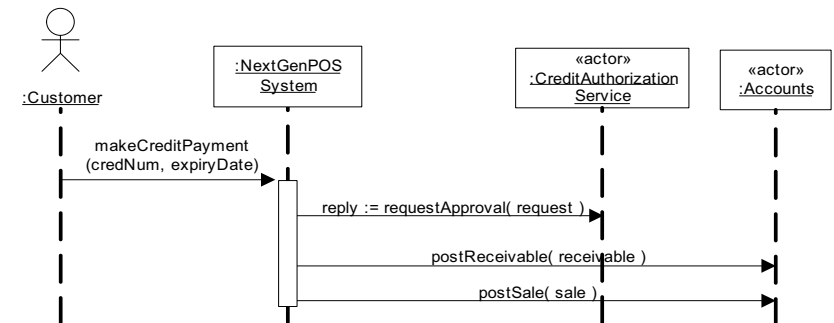 :Customer
:NextGenPOS
System
«actor»
:CreditAuthorization
Service
«actor»
:Accounts
makeCreditPayment
(credNum, expiryDate)
reply := requestApproval( request )
postReceivable( receivable )
postSale( sale )